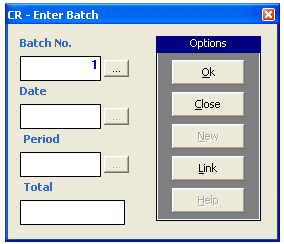 CR - Enter Batch
Batch No.
1
...
Date
...
Period
...
Total
Options
Ok
Close
New
Link
Help